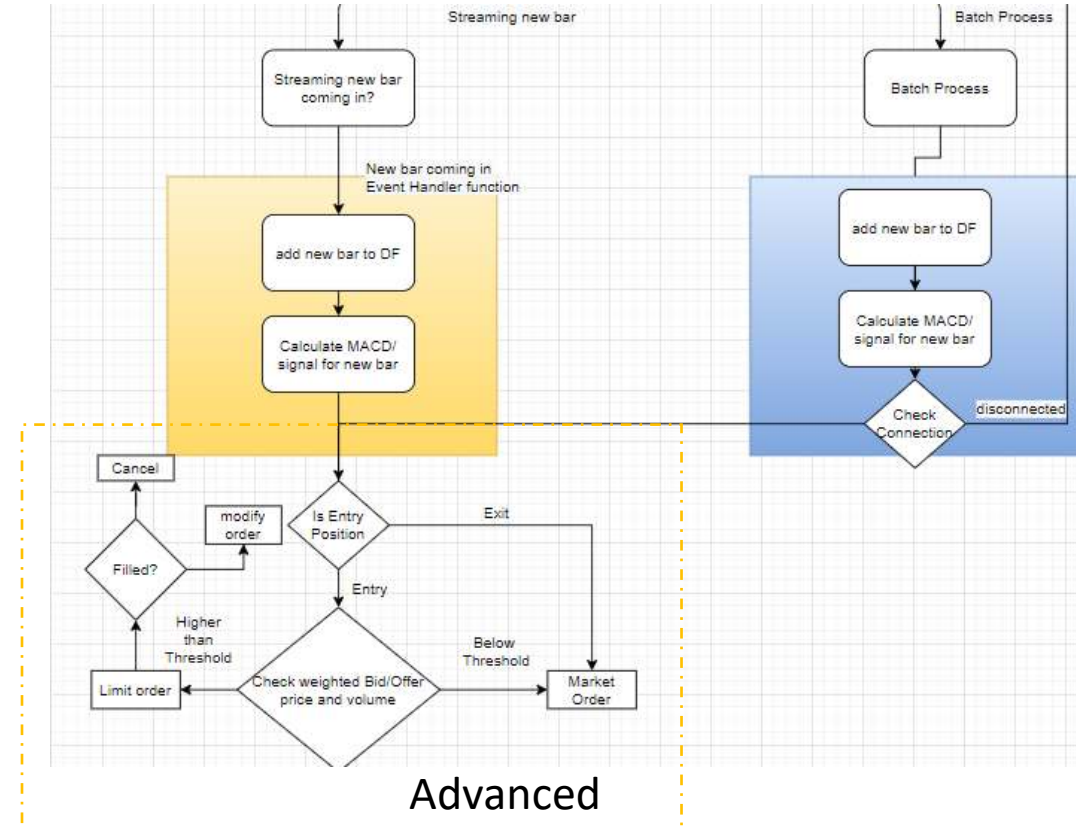 Streaming new bar
Batch Process
Streaming new bar
coming in?
Batch Process
New bar coming in
Event Handler function
add new bar to DF
add new bar to DF
Calculate MACD/
signal for new bar
Calculate MACD/
signal for new bar
Check
Connection
disconnected
Cancel
modify
order
Is Entry
Position
Exit
Filled?
Entry
Higher
than
Threshold
Below
Threshold
Limit order
Check weighted Bid/Offer
price and volume
Market
Order
Advanced